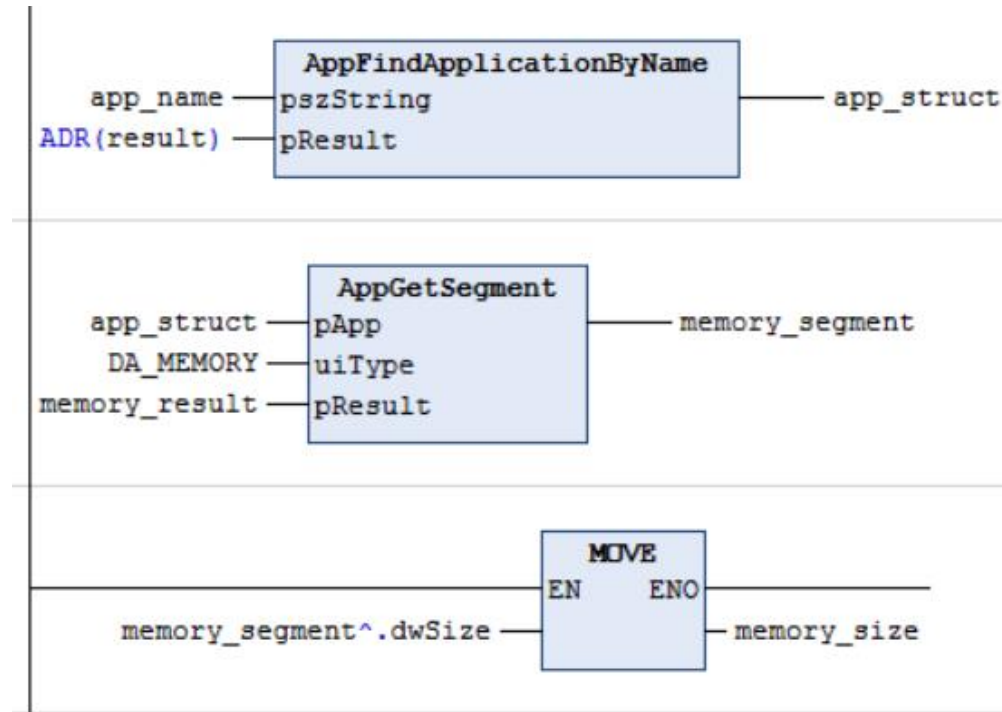 AppFindApplicationByName
app_name pszString app_struct
ADR(result) pResult
AppGetSegment
app_struct pApp memory_segment
DA_MEMORY uiType
memory_result pResult
MOVE
EN ENO
memory_segment^.dwSize memory_size